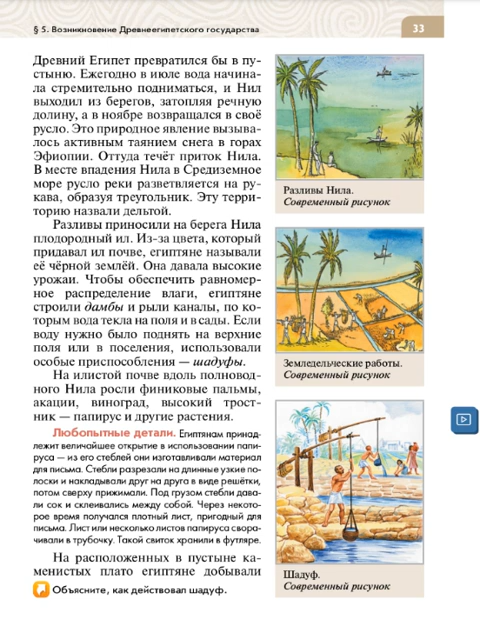 § 5. Возникновение Древнеегипетского государства
33
Древний Египет превратился бы в пу-
стыню. Ежегодно в июле вода начина-
ла стремительно подниматься, и Нил
выходил из берегов, затопляя речную
долину, а в ноябре возвращался в своё
русло. Это природное явление вызыва-
лось активным таянием снега в горах
Эфиопии. Оттуда течёт приток Нила.
В месте впадения Нила в Средиземное
море русло реки разветвляется на ру-
кава, образуя треугольник. Эту терри-
торию назвали дельтой.
Разливы приносили на берега Нила
плодородный ил. Из-за цвета, который
придавал ил почве, египтяне называли
её чёрной землёй. Она давала высокие
урожаи. Чтобы обеспечить равномер-
ное распределение влаги, египтяне
строили дамбы и рыли каналы, по ко-
торым вода текла на поля и в сады. Если
воду нужно было поднять на верхние
поля или в поселения, использовали
особые приспособления — шадуфы.
На илистой почве вдоль полновод-
ного Нила росли финиковые пальмы,
акации, виноград, высокий трост-
ник — папирус и другие растения.
Любопытные детали. Египтянам принад-
лежит величайшее открытие в использовании папи-
руса — из его стеблей они изготавливали материал
для письма. Стебли разрезали на длинные узкие по-
лоски и накладывали друг на друга в виде решётки,
потом сверху прижимали. Под грузом стебли дава-
ли сок и склеивались между собой. Через некото-
рое время получался плотный лист, пригодный для
письма. Лист или несколько листов папируса свора-
чивали в трубочку. Такой свиток хранили в футляре.
На расположенных в пустыне ка-
менистых плато египтяне добывали
Объясните, как действовал шадуф.
Разливы Нила.
Современный рисунок
Земледельческие работы.
Современный рисунок
Шадуф.
Современный рисунок